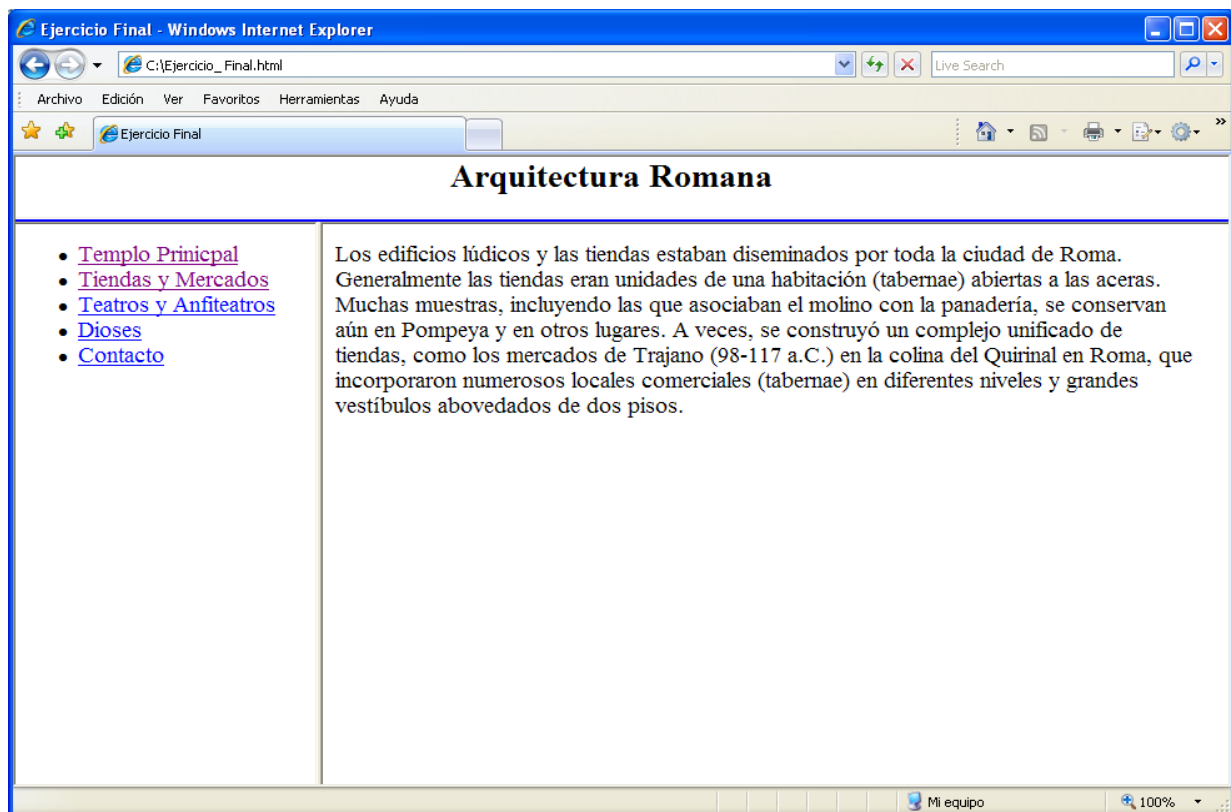 Ejercicio Final - Windows Internet Explorer
C:\Ejercicio_ Final.html
Live Search
Archivo Edición Ver Favoritos Herramientas Ayuda
Ejercicio Final
»
Arquitectura Romana
• Templo Prinicpal
• Tiendas y Mercados
• Teatros y Anfiteatros
• Dioses
• Contacto
Los edificios lúdicos y las tiendas estaban diseminados por toda la ciudad de Roma.
Generalmente las tiendas eran unidades de una habitación (tabernae) abiertas a las aceras.
Muchas muestras, incluyendo las que asociaban el molino con la panadería, se conservan
aún en Pompeya y en otros lugares. A veces, se construyó un complejo unificado de
tiendas, como los mercados de Trajano (98-117 a.C.) en la colina del Quirinal en Roma, que
incorporaron numerosos locales comerciales (tabernae) en diferentes niveles y grandes
vestíbulos abovedados de dos pisos.
Mi equipo
100%